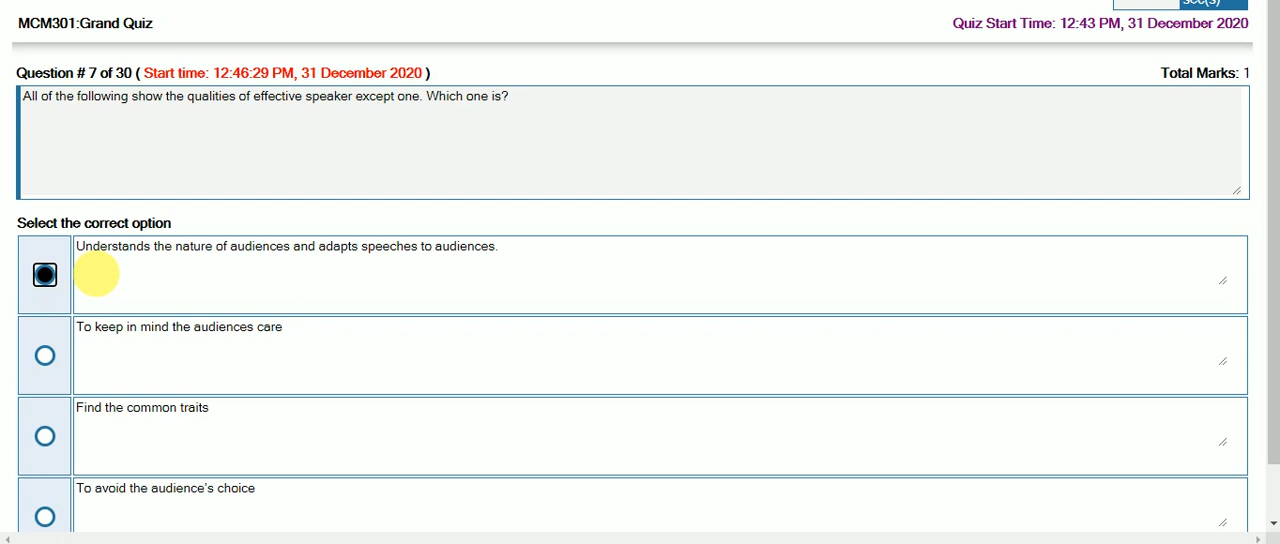 sec(s)
MCM301:Grand Quiz
Quiz Start Time: 12:43 PM, 31 December 2020
Question # 7 of 30 ( Start time: 12:46:29 PM, 31 December 2020 )
Total Marks: 1
All of the following show the qualities of effective speaker except one. Which one is?
Select the correct option
Understands the nature of audiences and adapts speeches to audiences.
To keep in mind the audiences care
Find the common traits
To avoid the audience's choice